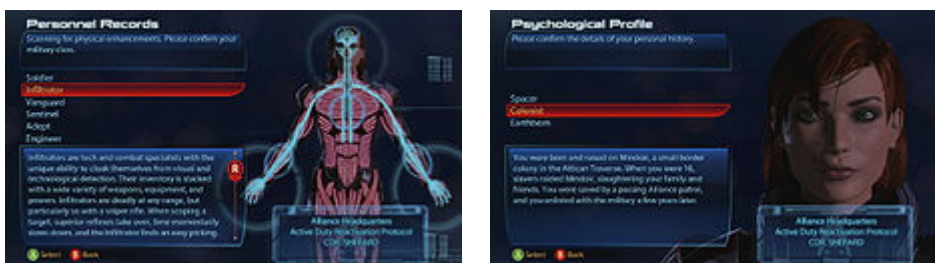 Personnel Records
Scanning for physical enhancements. Please confirm your
military class.
Soldier
Infiltrator
Vanguard
Sentinel
Adept
Engineer
Infiltrators are tech and combat specialists with the
unique ability to cloak themselves from visual and
technological detection. Their inventory is stacked
with a wide variety of weapons, equipment, and
powers. Infiltrators are deadly at any range, but
particularly so with a sniper rifle. When scoping a
target, superior reflexes take over, time momentarily
slows down, and the Infiltrator finds an easy picking.
R
Alliance Headquarters
Active Duty Reactivation Protocol
CDR. SHEPARD
A Select B Back
Psychological Profile
Please confirm the details of your personal history.
Spacer
Colonist
Earthborn
You were born and raised on Mindoir, a small border
colony in the Attican Traverse. When you were 16,
slavers raided Mindoir, slaughtering your family and
friends. You were saved by a passing Alliance patrol,
and you enlisted with the military a few years later.
Alliance Headquarters
Active Duty Reactivation Protocol
CDR. SHEPARD
A Select B Back